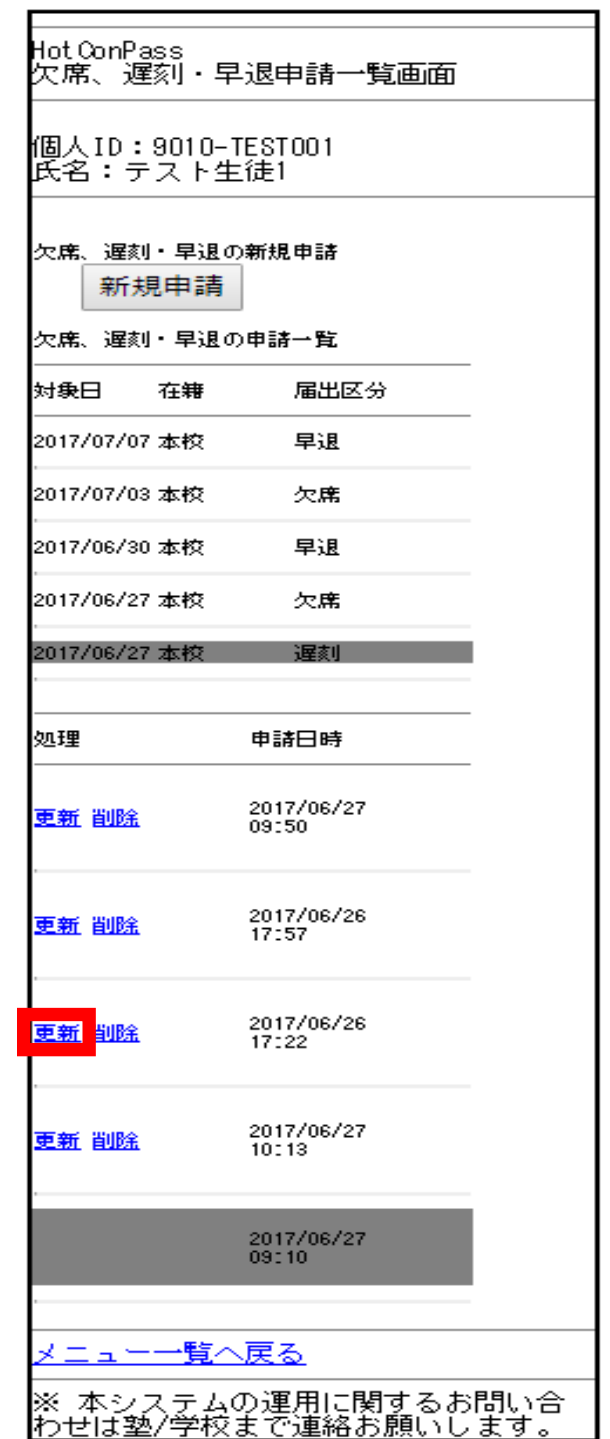 HotConPass
欠席、遅刻・早退申請一覧画面
個人ID：9010-TEST001
氏名：テスト生徒1
欠席、遅刻・早退の新規申請
新規申請
欠席、遅刻・早退の申請一覧
対象日 在籍 届出区分
2017/07/07 本校 早退
2017/07/03 本校 欠席
2017/06/30 本校 早退
2017/06/27 本校 欠席
2017/06/27 本校 遅刻
処理 申請日時
更新 削除 2017/06/27
09:50
更新 削除 2017/06/26
17:57
更新 削除 2017/06/26
17:22
更新 削除 2017/06/27
10:13
2017/06/27
09:10
メニュー一覧へ戻る
※ 本システムの運用に関するお問い合
わせは塾/学校まで連絡お願いします。